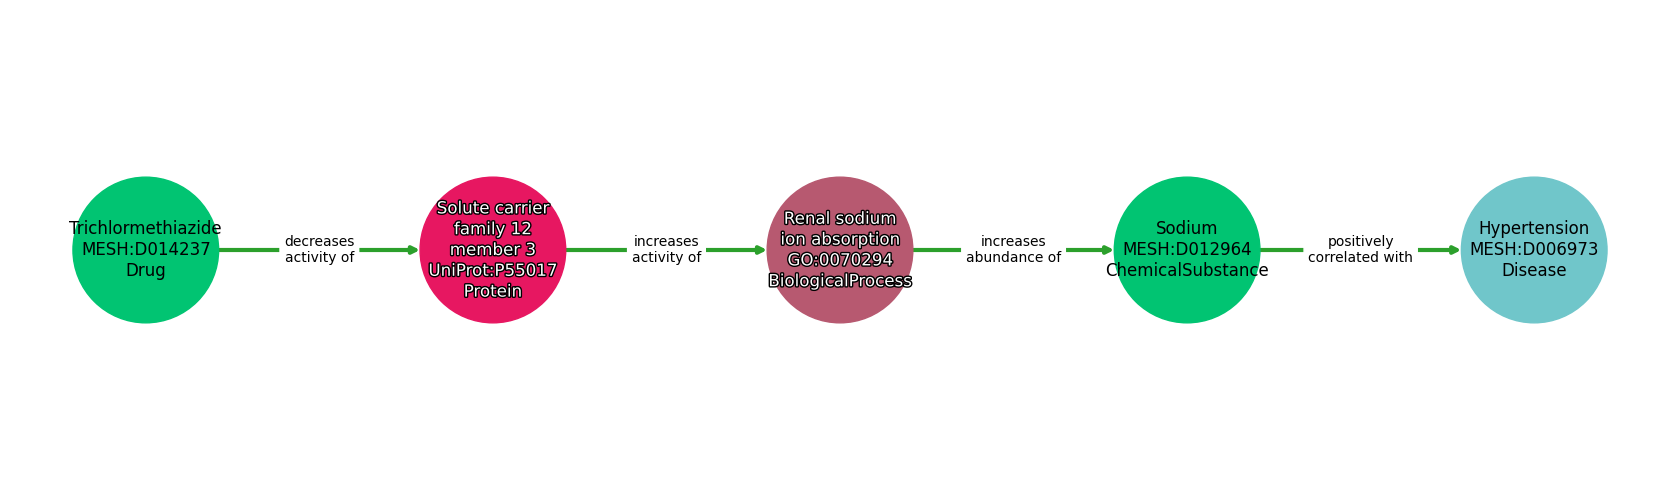 Trichlormethiazide
MESH:D014237
Drug
decreases
activity of
Solute carrier
family 12
member 3
UniProt:P55017
Protein
increases
activity of
Renal sodium
ion absorption
GO:0070294
BiologicalProcess
increases
abundance of
Sodium
MESH:D012964
ChemicalSubstance
positively
correlated with
Hypertension
MESH:D006973
Disease